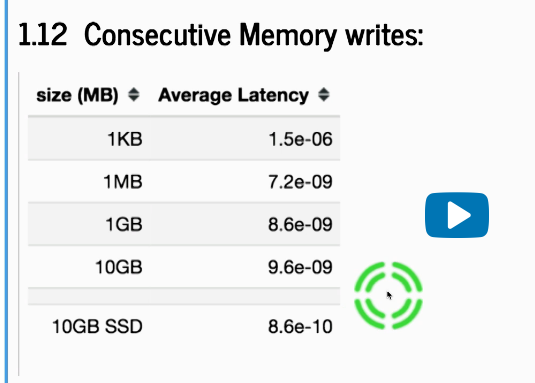 1.12 Consecutive Memory writes:
size (MB) Average Latency
1KB 1.5e-06
1MB 7.2e-09
1GB 8.6e-09
10GB 9.6e-09
10GB SSD 8.6e-10